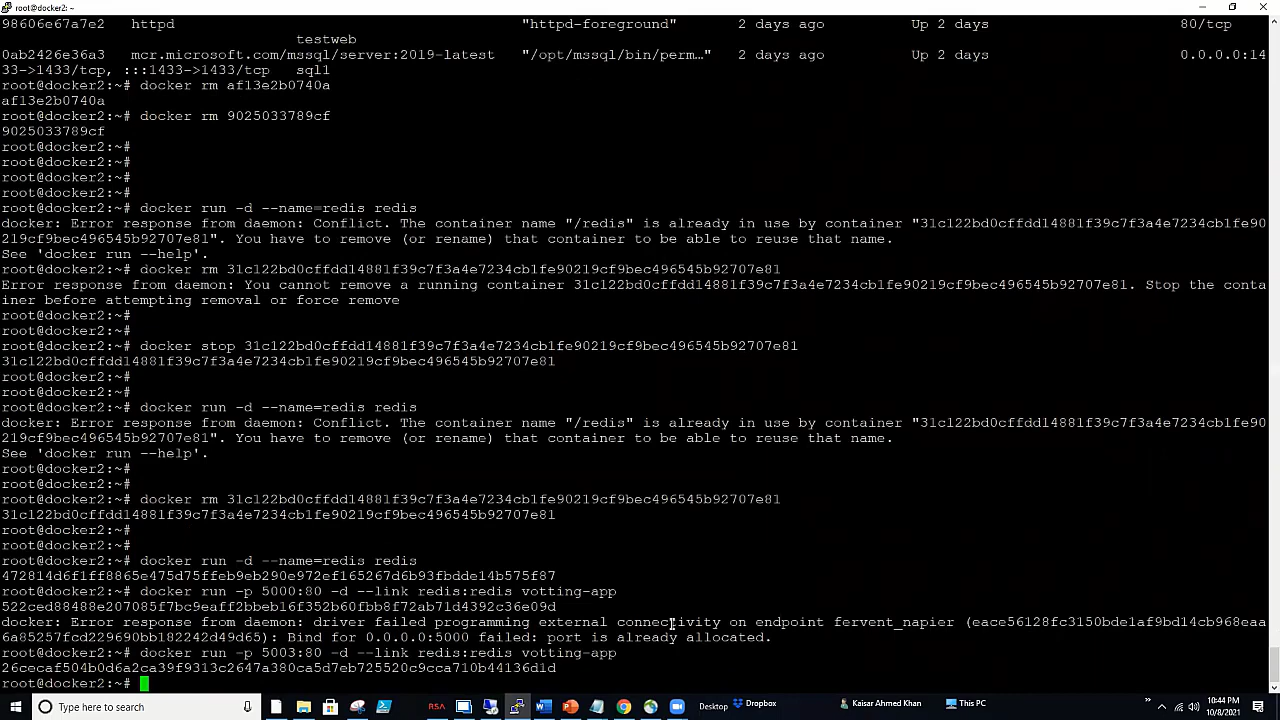 root@docker2: ~
98606e67a7e2 httpd "httpd-foreground" 2 days ago Up 2 days 80/tcp
testweb
0ab2426e36a3 mcr.microsoft.com/mssql/server:2019-latest "/opt/mssql/bin/perm…" 2 days ago Up 2 days 0.0.0.0:14
33->1433/tcp, :::1433->1433/tcp sql1
root@docker2:~# docker rm af13e2b0740a
af13e2b0740a
root@docker2:~# docker rm 9025033789cf
9025033789cf
root@docker2:~#
root@docker2:~#
root@docker2:~#
root@docker2:~#
root@docker2:~# docker run -d --name=redis redis
docker: Error response from daemon: Conflict. The container name "/redis" is already in use by container "31c122bd0cffdd14881f39c7f3a4e7234cb1fe90
219cf9bec496545b92707e81". You have to remove (or rename) that container to be able to reuse that name.
See 'docker run --help'.
root@docker2:~# docker rm 31c122bd0cffdd14881f39c7f3a4e7234cb1fe90219cf9bec496545b92707e81
Error response from daemon: You cannot remove a running container 31c122bd0cffdd14881f39c7f3a4e7234cb1fe90219cf9bec496545b92707e81. Stop the conta
iner before attempting removal or force remove
root@docker2:~#
root@docker2:~#
root@docker2:~# docker stop 31c122bd0cffdd14881f39c7f3a4e7234cb1fe90219cf9bec496545b92707e81
31c122bd0cffdd14881f39c7f3a4e7234cb1fe90219cf9bec496545b92707e81
root@docker2:~#
root@docker2:~#
root@docker2:~# docker run -d --name=redis redis
docker: Error response from daemon: Conflict. The container name "/redis" is already in use by container "31c122bd0cffdd14881f39c7f3a4e7234cb1fe90
219cf9bec496545b92707e81". You have to remove (or rename) that container to be able to reuse that name.
See 'docker run --help'.
root@docker2:~#
root@docker2:~#
root@docker2:~# docker rm 31c122bd0cffdd14881f39c7f3a4e7234cb1fe90219cf9bec496545b92707e81
31c122bd0cffdd14881f39c7f3a4e7234cb1fe90219cf9bec496545b92707e81
root@docker2:~#
root@docker2:~#
root@docker2:~# docker run -d --name=redis redis
472814d6f1ff8865e475d75ffeb9eb290e972ef165267d6b93fbdde14b575f87
root@docker2:~# docker run -p 5000:80 -d --link redis:redis votting-app
522ced88488e207085f7bc9eaff2bbeb16f352b60fbb8f72ab71d4392c36e09d
docker: Error response from daemon: driver failed programming external connectivity on endpoint fervent_napier (eace56128fc3150bde1af9bd14cb968eaa
6a85257fcd229690bb182242d49d65): Bind for 0.0.0.0:5000 failed: port is already allocated.
root@docker2:~# docker run -p 5003:80 -d --link redis:redis votting-app
26cecaf504b0d6a2ca39f9313c2647a380ca5d7eb725520c9cca710b44136d1d
root@docker2:~#
Type here to search
RSA
Desktop
Dropbox
Kaisar Ahmed Khan
This PC
10:44 PM
10/8/2021